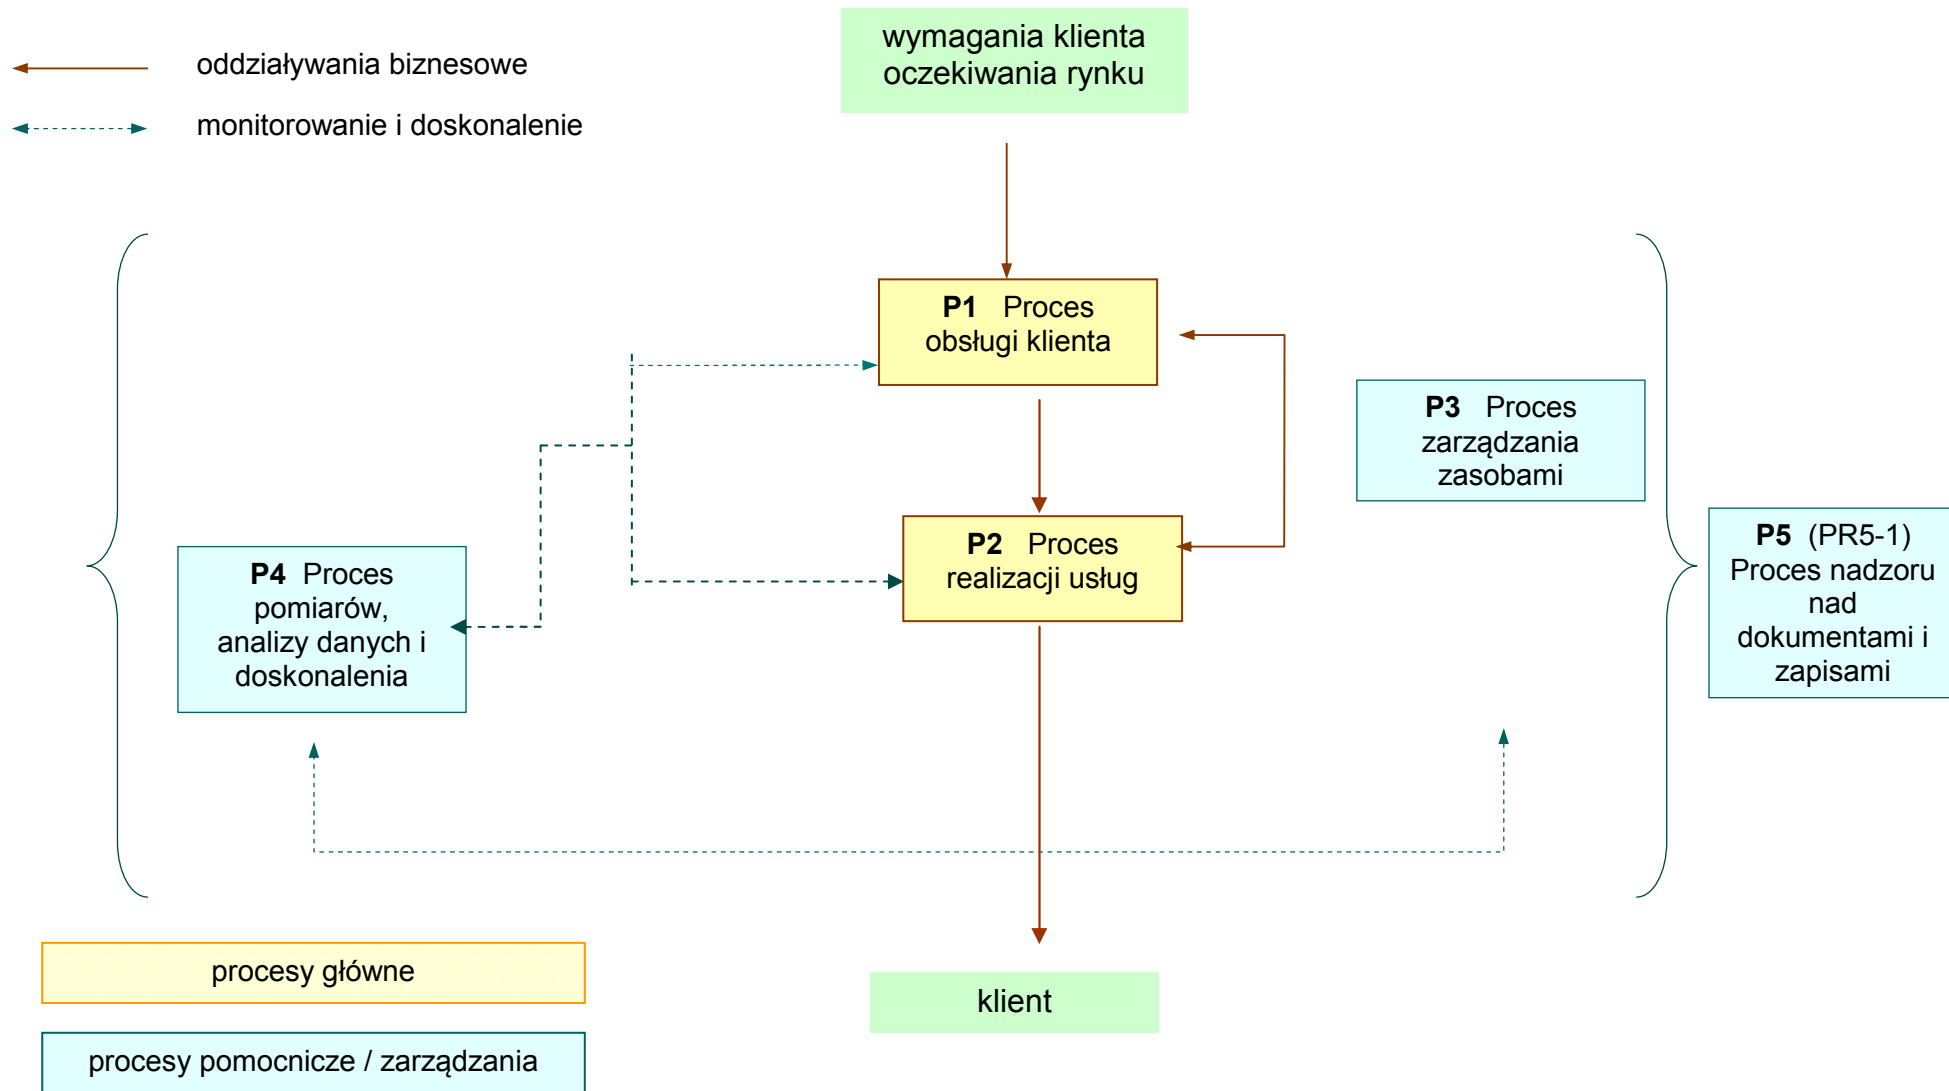 wymagania klienta
oczekiwania rynku
oddziaływania biznesowe
monitorowanie i doskonalenie
P1 Proces
obsługi klienta
P3 Proces
zarządzania
zasobami
P2 Proces
realizacji usług
P4 Proces
pomiarów,
analizy danych i
doskonalenia
P5 (PR5-1)
Proces nadzoru
nad
dokumentami i
zapisami
procesy główne
klient
procesy pomocnicze / zarządzania